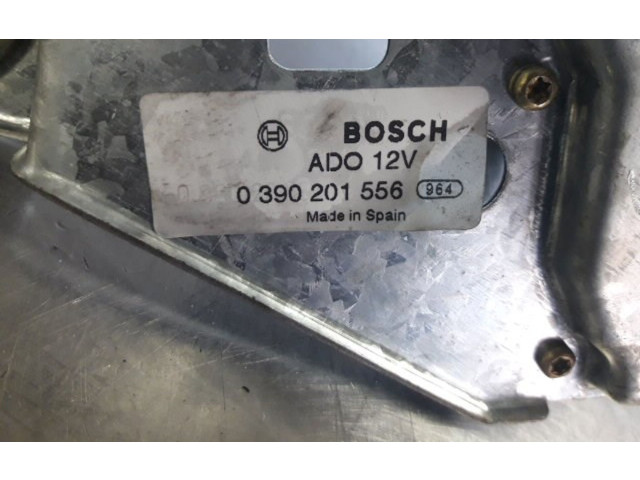 BOSCH
ADO 12V
0 390 201 556 964
Made in Spain